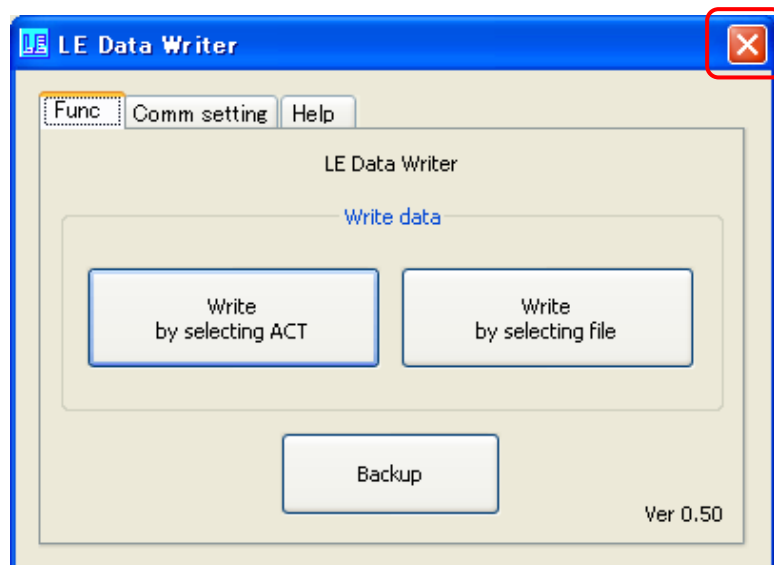 LE LE Data Writer
Func Comm setting Help
LE Data Writer
Write data
Write
by selecting ACT
Write
by selecting file
Backup
Ver 0.50